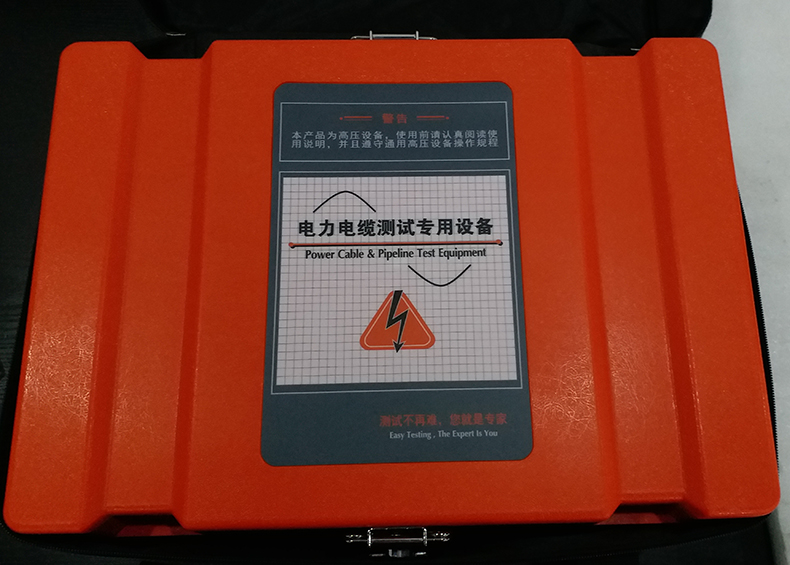 警告
本产品为高压设备，使用前请认真阅读使
用说明，并且遵守通用高压设备操作规程
电力电缆测试专用设备
Power Cable & Pipeline Test Equipment
测试不再难，您就是专家
Easy Testing , The Expert Is You